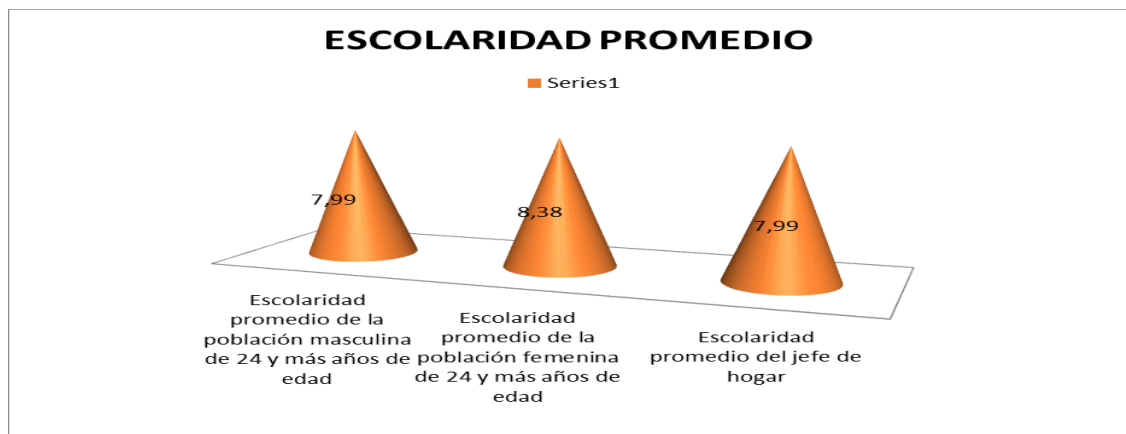 ESCOLARIDAD PROMEDIO
Series1
7,99
8,38
7,99
Escolaridad
promedio de la
población masculina
de 24 y más años de
edad
Escolaridad
promedio de la
población femenina
de 24 y más años de
edad
Escolaridad
promedio del jefe de
hogar